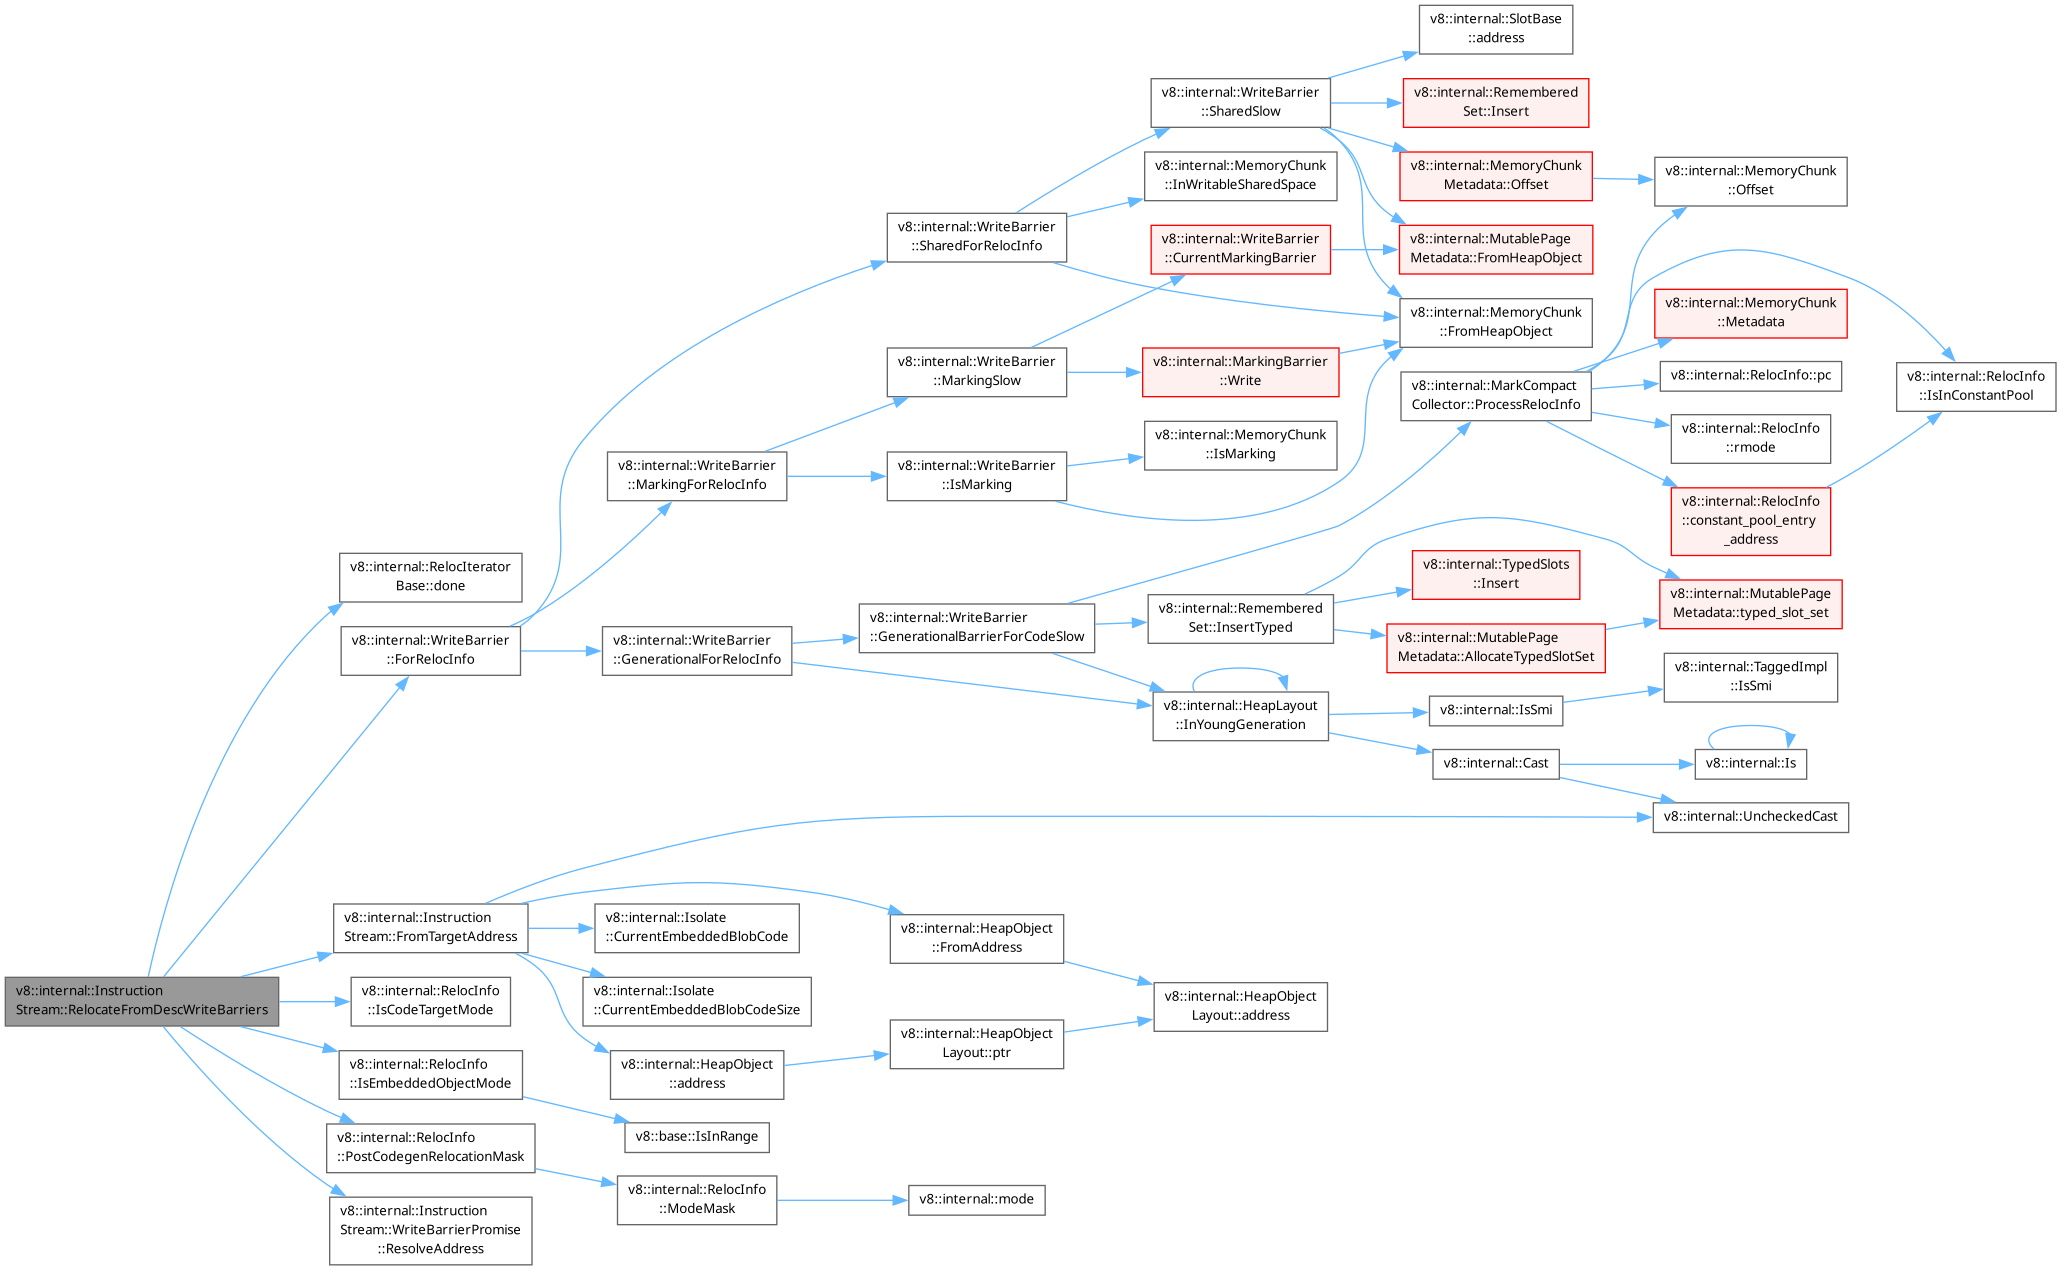 v8::internal::SlotBase
::address
v8::internal::WriteBarrier
::SharedSlow
v8::internal::Remembered
Set::Insert
v8::internal::MemoryChunk
::InWritableSharedSpace
v8::internal::MemoryChunk
Metadata::Offset
v8::internal::MemoryChunk
::Offset
v8::internal::WriteBarrier
::SharedForRelocInfo
v8::internal::WriteBarrier
::CurrentMarkingBarrier
v8::internal::MutablePage
Metadata::FromHeapObject
v8::internal::MemoryChunk
::FromHeapObject
v8::internal::MemoryChunk
::Metadata
v8::internal::WriteBarrier
::MarkingSlow
v8::internal::MarkingBarrier
::Write
v8::internal::MarkCompact
Collector::ProcessRelocInfo
v8::internal::RelocInfo::pc
v8::internal::RelocInfo
::IsInConstantPool
v8::internal::RelocInfo
::rmode
v8::internal::WriteBarrier
::MarkingForRelocInfo
v8::internal::WriteBarrier
::IsMarking
v8::internal::MemoryChunk
::IsMarking
v8::internal::RelocInfo
::constant_pool_entry
_address
v8::internal::RelocIterator
Base::done
v8::internal::TypedSlots
::Insert
v8::internal::WriteBarrier
::ForRelocInfo
v8::internal::WriteBarrier
::GenerationalForRelocInfo
v8::internal::WriteBarrier
::GenerationalBarrierForCodeSlow
v8::internal::Remembered
Set::InsertTyped
v8::internal::MutablePage
Metadata::AllocateTypedSlotSet
v8::internal::MutablePage
Metadata::typed_slot_set
v8::internal::HeapLayout
::InYoungGeneration
v8::internal::IsSmi
v8::internal::TaggedImpl
::IsSmi
v8::internal::Cast
v8::internal::Is
v8::internal::UncheckedCast
v8::internal::Instruction
Stream::FromTargetAddress
v8::internal::Isolate
::CurrentEmbeddedBlobCode
v8::internal::HeapObject
::FromAddress
v8::internal::Instruction
Stream::RelocateFromDescWriteBarriers
v8::internal::RelocInfo
::IsCodeTargetMode
v8::internal::Isolate
::CurrentEmbeddedBlobCodeSize
v8::internal::HeapObject
Layout::address
v8::internal::RelocInfo
::IsEmbeddedObjectMode
v8::internal::HeapObject
::address
v8::internal::HeapObject
Layout::ptr
v8::base::IsInRange
v8::internal::RelocInfo
::PostCodegenRelocationMask
v8::internal::RelocInfo
::ModeMask
v8::internal::mode
v8::internal::Instruction
Stream::WriteBarrierPromise
::ResolveAddress